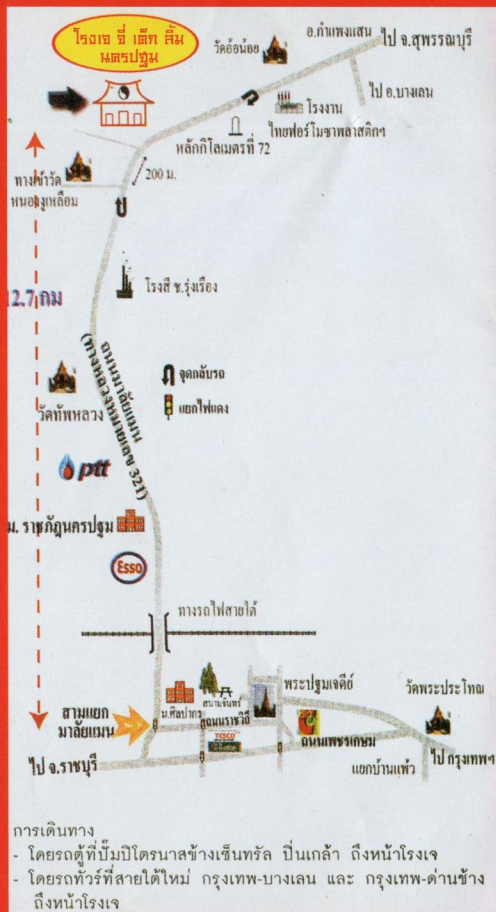 โรงเจ จี้ เต็ก ลิ้ม
นครปฐม
วัดอ้อน้อย
อ.กำแพงแสน
ไป จ.สุพรรณบุรี
ไป อ.บางเลน
โรงงาน
ไทยฟอร์โมซาพลาสติกฯ
หลักกิโลเมตรที่ 72
200 ม.
ทางเข้าวัด
หนองงูเหลือม
โรงสี ช.รุ่งเรือง
12.7 กม
ถนนมาลัยแมน
(ทางหลวงหมายเลข 321)
จุดกลับรถ
แยกไฟแดง
วัดทัพหลวง
ptt
ม. ราชภัฎนครปฐม
Esso
ทางรถไฟสายใต้
พระปฐมเจดีย์
วัดพระประโทณ
สนามจันทร์
ม.ศิลปากร
ถนนราชวิถี
สามแยก
มาลัยแมน
TESCO
ถนนเพชรเกษม
ไป จ.ราชบุรี
แยกบ้านแพ้ว
ไป กรุงเทพฯ
การเดินทาง
- โดยรถตู้ที่ปั๊มปิโตรนาสข้างเซ็นทรัล ปิ่นเกล้า ถึงหน้าโรงเจ
- โดยรถทัวร์ที่สายใต้ใหม่ กรุงเทพ-บางเลน และ กรุงเทพ-ด่านช้าง
ถึงหน้าโรงเจ